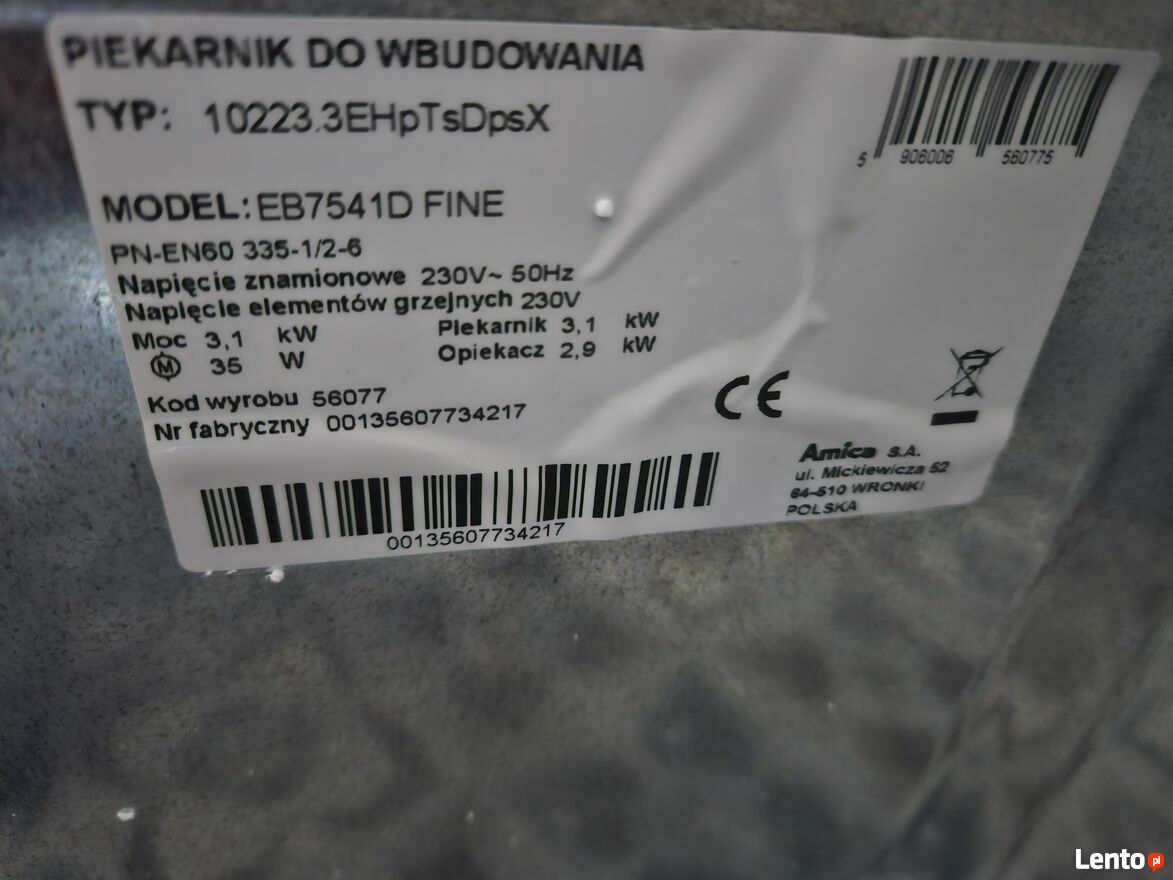 PIEKARNIK DO WBUDOWANIA
TYP: 10223.3EHpTsDpsX
5 906006 560775
MODEL: EB7541D FINE
PN-EN60 335-1/2-6
Napięcie znamionowe 230V~ 50Hz
Napięcie elementów grzejnych 230V
Moc 3,1 kW Piekarnik 3,1 kW
M 35 W Opiekacz 2,9 kW
Kod wyrobu 56077
Nr fabryczny 00135607734217
CE
Amica S.A.
ul. Mickiewicza 52
64-510 WRONKI
POLSKA
00135607734217
Lento.pl